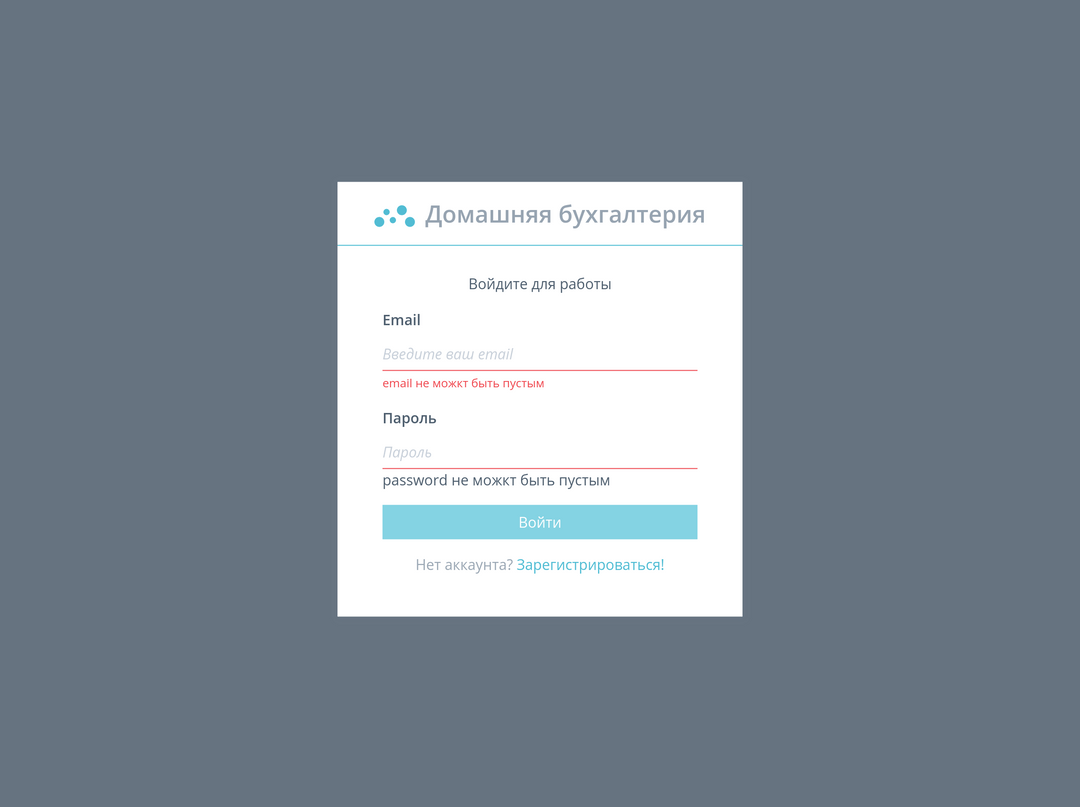 Домашняя бухгалтерия
Войдите для работы
Email
Введите ваш email
email не можкт быть пустым
Пароль
Пароль
password не можкт быть пустым
Войти
Нет аккаунта? Зарегистрироваться!